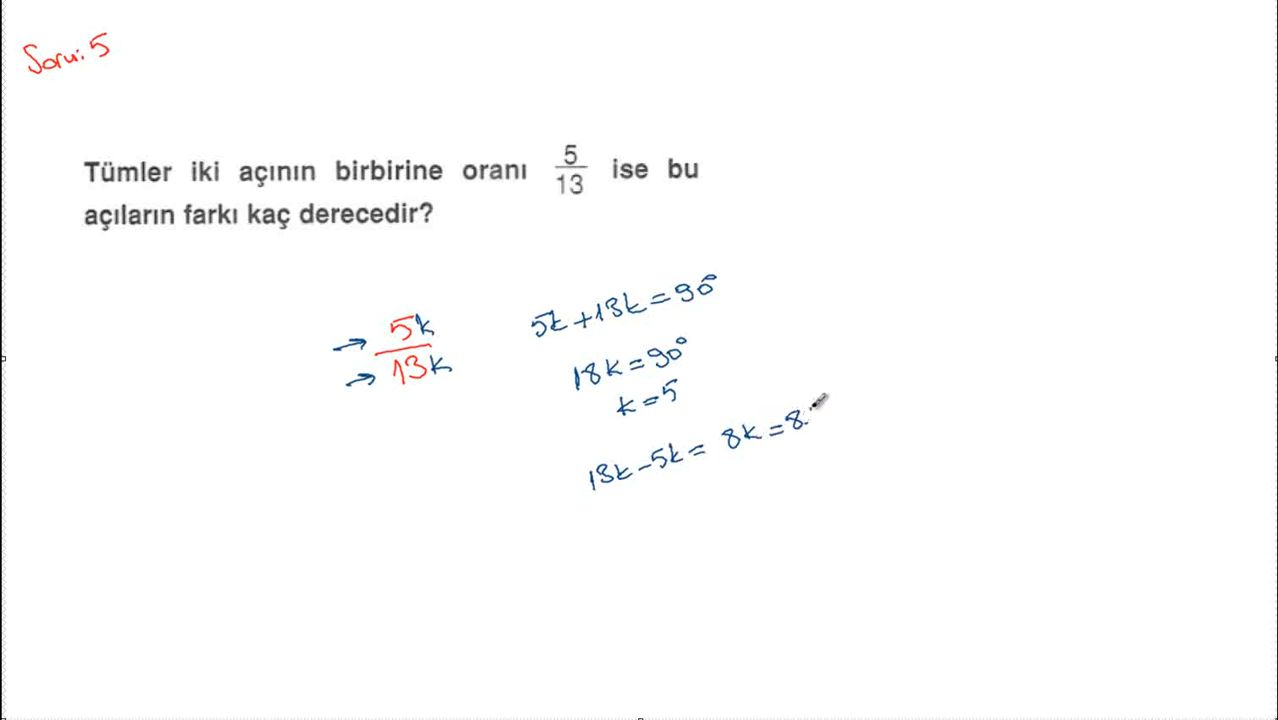 Soru: 5
Tümler iki açının birbirine oranı 5/13 ise bu
açıların farkı kaç derecedir?
→ 5k
→ 13k
5k + 13k = 90°
18k = 90°
k = 5
13k - 5k = 8k = 8.